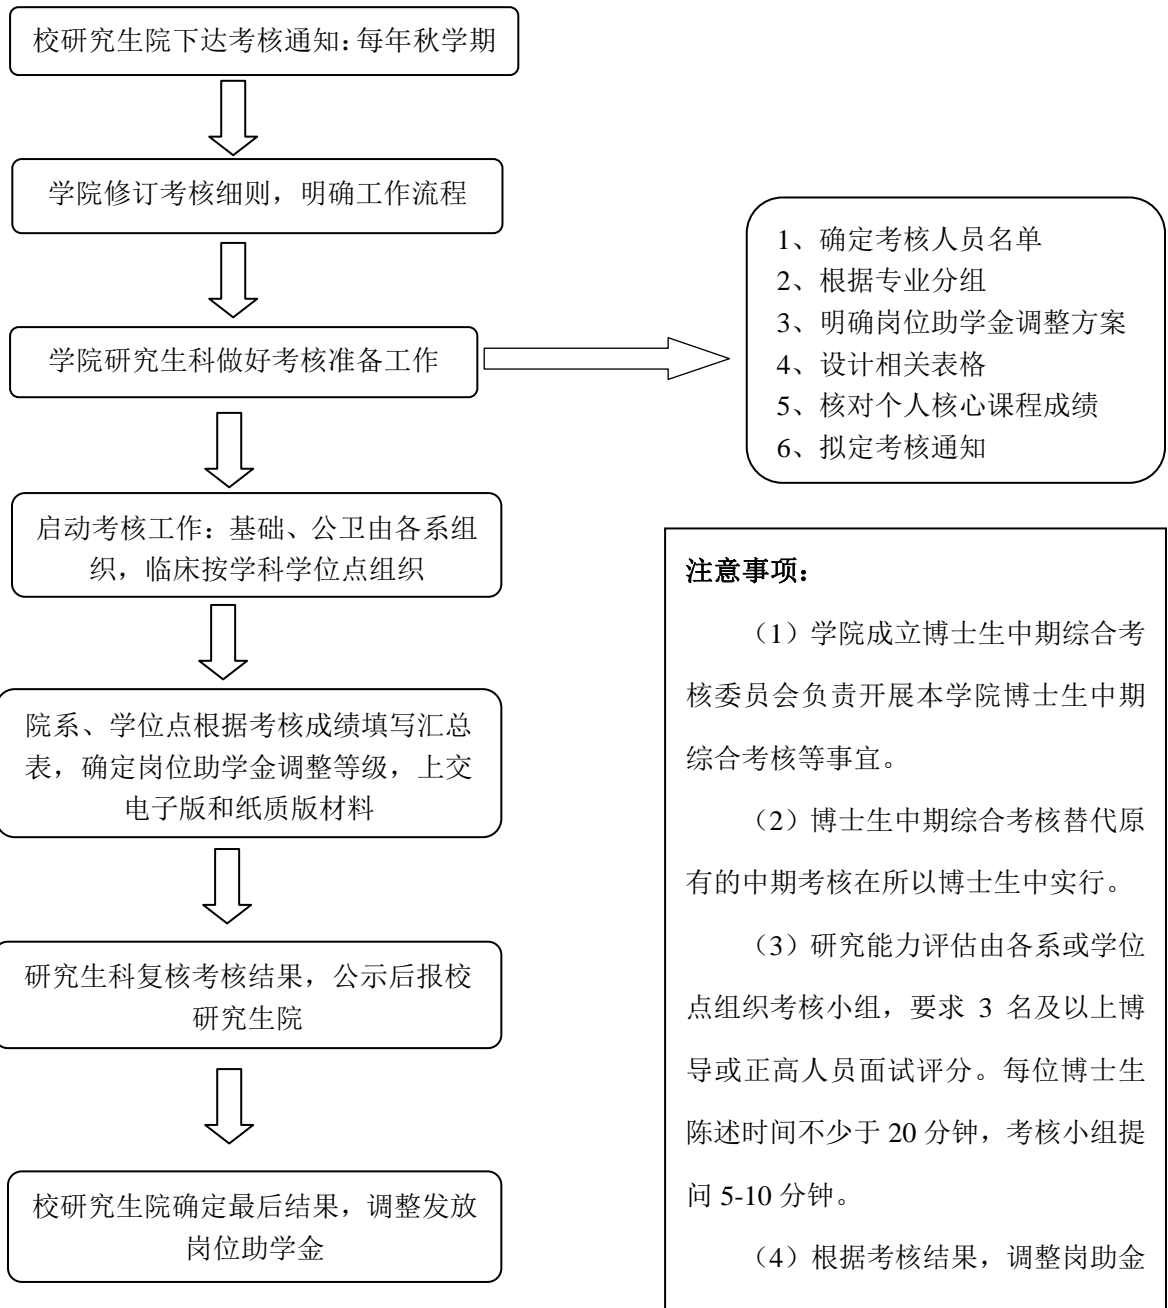 校研究生院下达考核通知：每年秋学期
学院修订考核细则，明确工作流程
学院研究生科做好考核准备工作
1、确定考核人员名单
2、根据专业分组
3、明确岗位助学金调整方案
4、设计相关表格
5、核对个人核心课程成绩
6、拟定考核通知
启动考核工作：基础、公卫由各系组
织，临床按学科学位点组织
院系、学位点根据考核成绩填写汇总
表，确定岗位助学金调整等级，上交
电子版和纸质版材料
研究生科复核考核结果，公示后报校
研究生院
校研究生院确定最后结果，调整发放
岗位助学金
注意事项：
（1）学院成立博士生中期综合考
核委员会负责开展本学院博士生中期
综合考核等事宜。
（2）博士生中期综合考核替代原
有的中期考核在所以博士生中实行。
（3）研究能力评估由各系或学位
点组织考核小组，要求 3 名及以上博
导或正高人员面试评分。每位博士生
陈述时间不少于 20 分钟，考核小组提
问 5-10 分钟。
（4）根据考核结果，调整岗助金